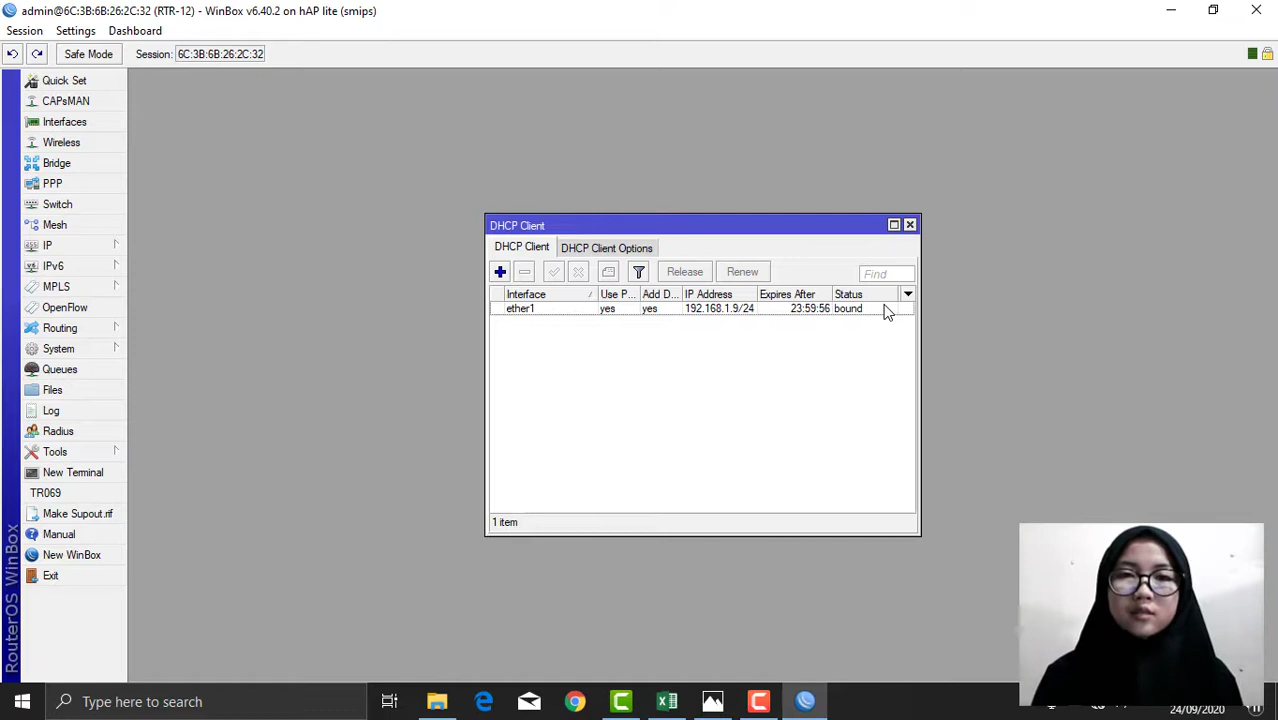 admin@6C:3B:6B:26:2C:32 (RTR-12) - WinBox v6.40.2 on hAP lite (smips)
Session Settings Dashboard
Safe Mode Session: 6C:3B:6B:26:2C:32
Quick Set
CAPsMAN
Interfaces
Wireless
Bridge
PPP
Switch
Mesh
IP
IPv6
MPLS
OpenFlow
Routing
System
Queues
Files
Log
Radius
Tools
New Terminal
TR069
Make Supout.rif
Manual
New WinBox
Exit
RouterOS WinBox
DHCP Client
DHCP Client DHCP Client Options
Release Renew Find
Interface Use P... Add D... IP Address Expires After Status
ether1 yes yes 192.168.1.9/24 23:59:56 bound
1 item
Type here to search
24/09/2020